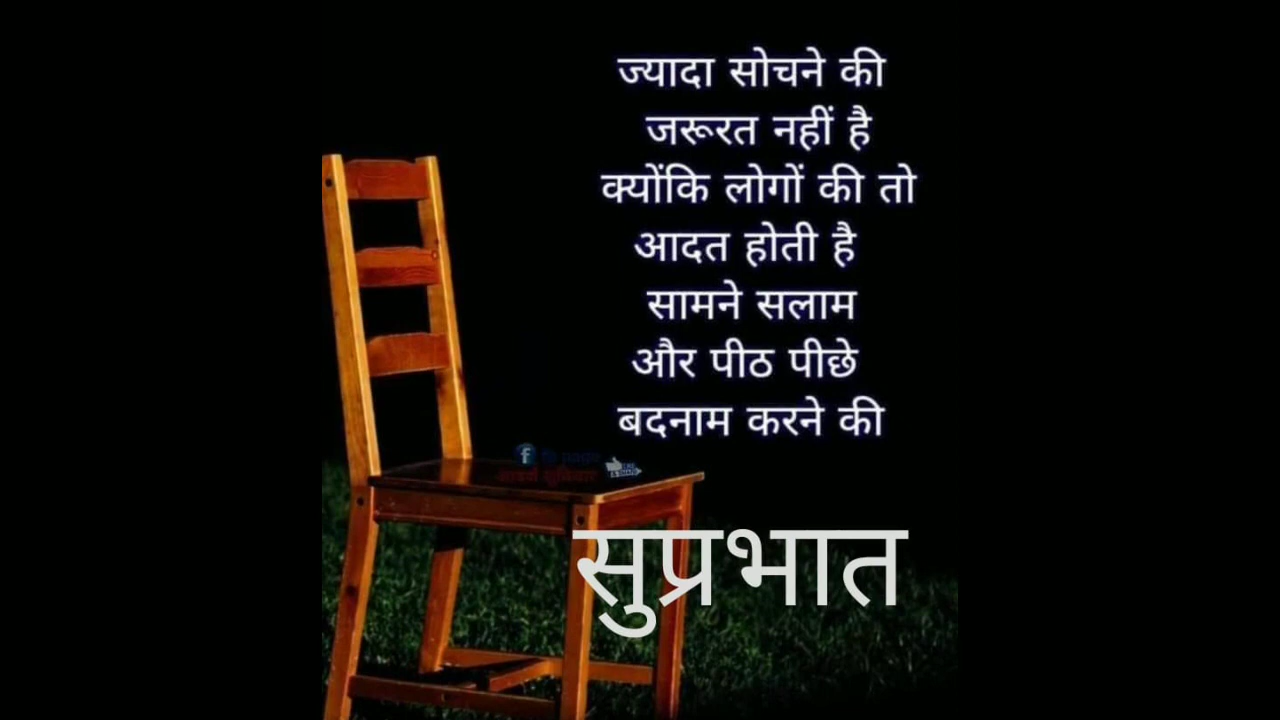 ज्यादा सोचने की
जरूरत नहीं है
क्योंकि लोगों की तो
आदत होती है
सामने सलाम
और पीठ पीछे
बदनाम करने की
सुप्रभात